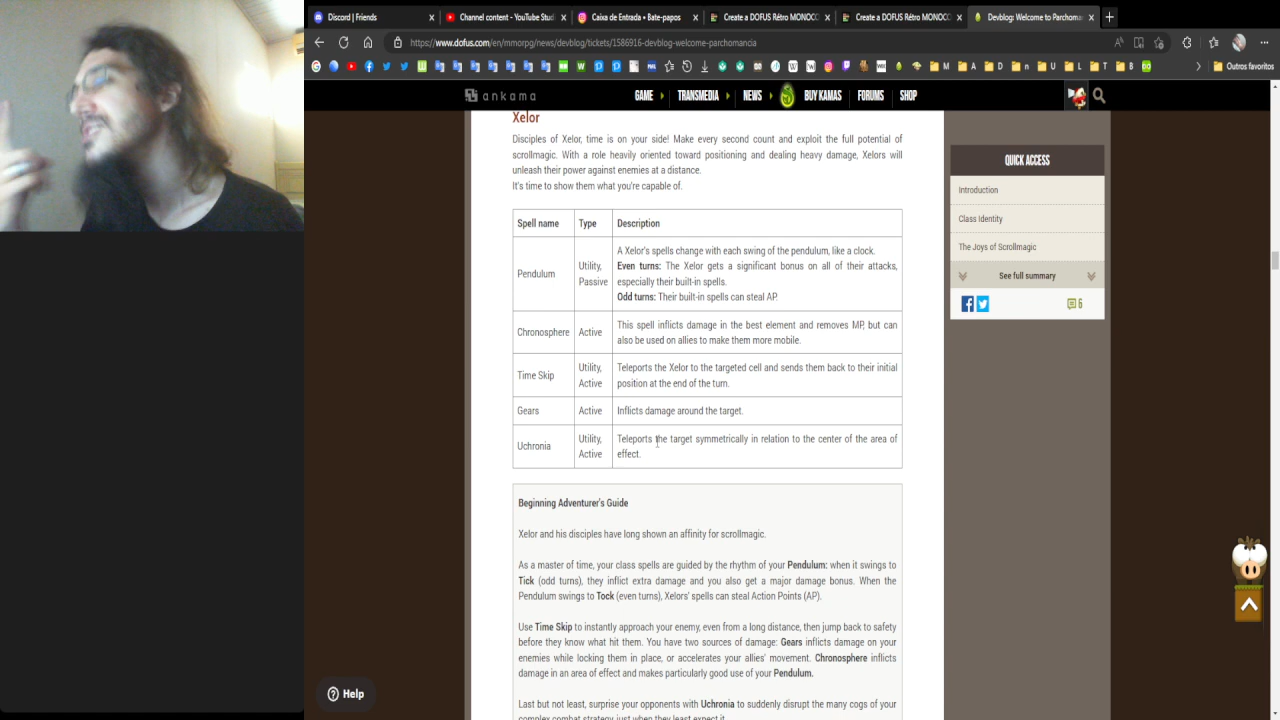 Discord | Friends
Channel content - YouTube Stud
Caixa de Entrada • Bate-papos
Create a DOFUS Rétro MONOCO
Create a DOFUS Rétro MONOCO
Devblog: Welcome to Parchoma
https://www.dofus.com/en/mmorpg/news/devblog/tickets/1586916-devblog-welcome-parchomancia
M
A
D
n
U
L
T
B
Outros favoritos
ankama
GAME
TRANSMEDIA
NEWS
BUY KAMAS
FORUMS
SHOP
Xelor
Disciples of Xelor, time is on your side! Make every second count and exploit the full potential of
scrollmagic. With a role heavily oriented toward positioning and dealing heavy damage, Xelors will
unleash their power against enemies at a distance.
It's time to show them what you're capable of.
Spell name Type Description
Pendulum
Utility,
Passive
A Xelor's spells change with each swing of the pendulum, like a clock.
Even turns: The Xelor gets a significant bonus on all of their attacks,
especially their built-in spells.
Odd turns: Their built-in spells can steal AP.
Chronosphere
Active
This spell inflicts damage in the best element and removes MP, but can
also be used on allies to make them more mobile.
Time Skip
Utility,
Active
Teleports the Xelor to the targeted cell and sends them back to their initial
position at the end of the turn.
Gears
Active
Inflicts damage around the target.
Uchronia
Utility,
Active
Teleports the target symmetrically in relation to the center of the area of
effect.
Beginning Adventurer's Guide
Xelor and his disciples have long shown an affinity for scrollmagic.
As a master of time, your class spells are guided by the rhythm of your Pendulum: when it swings to
Tick (odd turns), they inflict extra damage and you also get a major damage bonus. When the
Pendulum swings to Tock (even turns), Xelors' spells can steal Action Points (AP).
Use Time Skip to instantly approach your enemy, even from a long distance, then jump back to safety
before they know what hit them. You have two sources of damage: Gears inflicts damage on your
enemies while locking them in place, or accelerates your allies' movement. Chronosphere inflicts
damage in an area of effect and makes particularly good use of your Pendulum.
Last but not least, surprise your opponents with Uchronia to suddenly disrupt the many cogs of your
complex combat strategy, just when they least expect it.
QUICK ACCESS
Introduction
Class Identity
The Joys of Scrollmagic
See full summary
6
Help